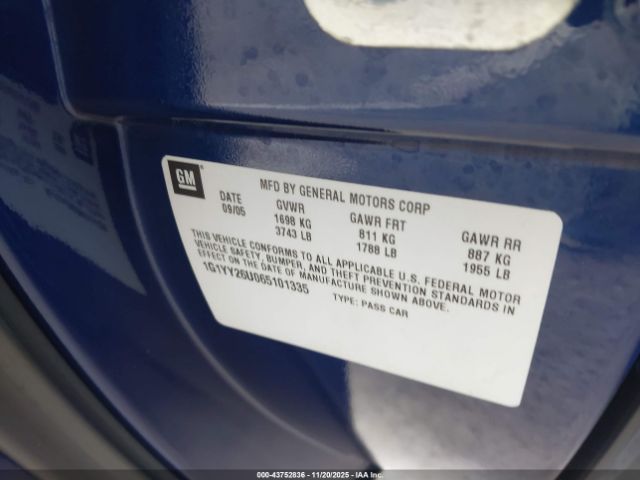 GM
MFD BY GENERAL MOTORS CORP
DATE GVWR GAWR FRT GAWR RR
09/05 1698 KG 811 KG 887 KG
3743 LB 1788 LB 1955 LB
THIS VEHICLE CONFORMS TO ALL APPLICABLE U.S. FEDERAL MOTOR
VEHICLE SAFETY, BUMPER, AND THEFT PREVENTION STANDARDS IN
EFFECT ON THE DATE OF MANUFACTURE SHOWN ABOVE.
1G1YY26U065101335
TYPE: PASS CAR
000-43752836 - 11/20/2025 - IAAI.COM